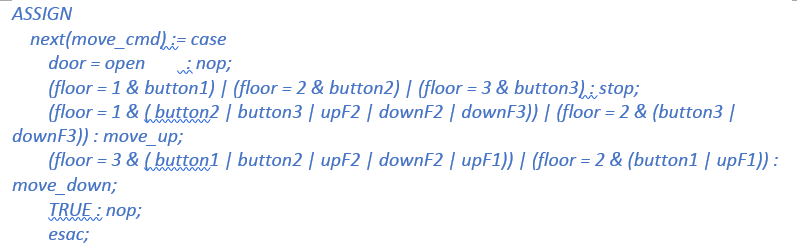 ASSIGN
next(move_cmd) := case
door = open : nop;
(floor = 1 & button1) | (floor = 2 & button2) | (floor = 3 & button3) : stop;
(floor = 1 & ( button2 | button3 | upF2 | downF2 | downF3)) | (floor = 2 & (button3 |
downF3)) : move_up;
(floor = 3 & ( button1 | button2 | upF2 | downF2 | upF1)) | (floor = 2 & (button1 | upF1)) :
move_down;
TRUE : nop;
esac;